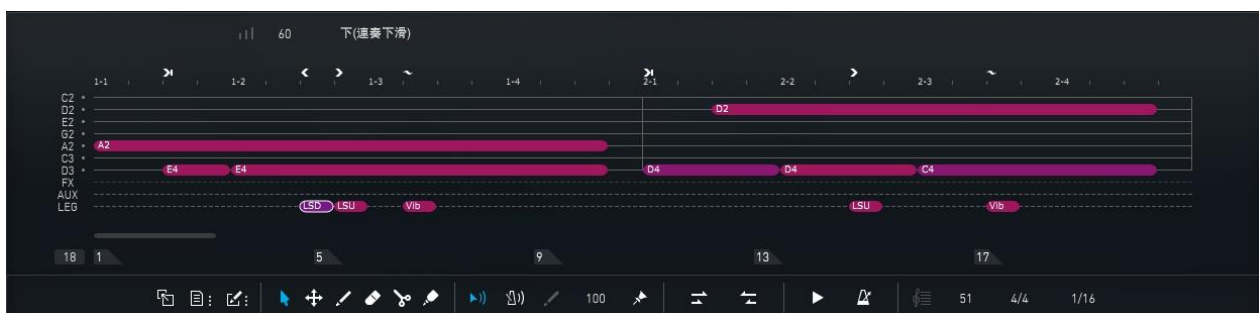 60 下(連奏下滑)
1-1 1-2 1-3 1-4 2-1 2-2 2-3 2-4
C2
D2 D2
E2
G2
A2 A2
C3
D3 E4 E4 D4 D4 C4
FX
AUX
LEG LSD LSU Vib LSU Vib
18 1 5 9 13 17
100 51 4/4 1/16